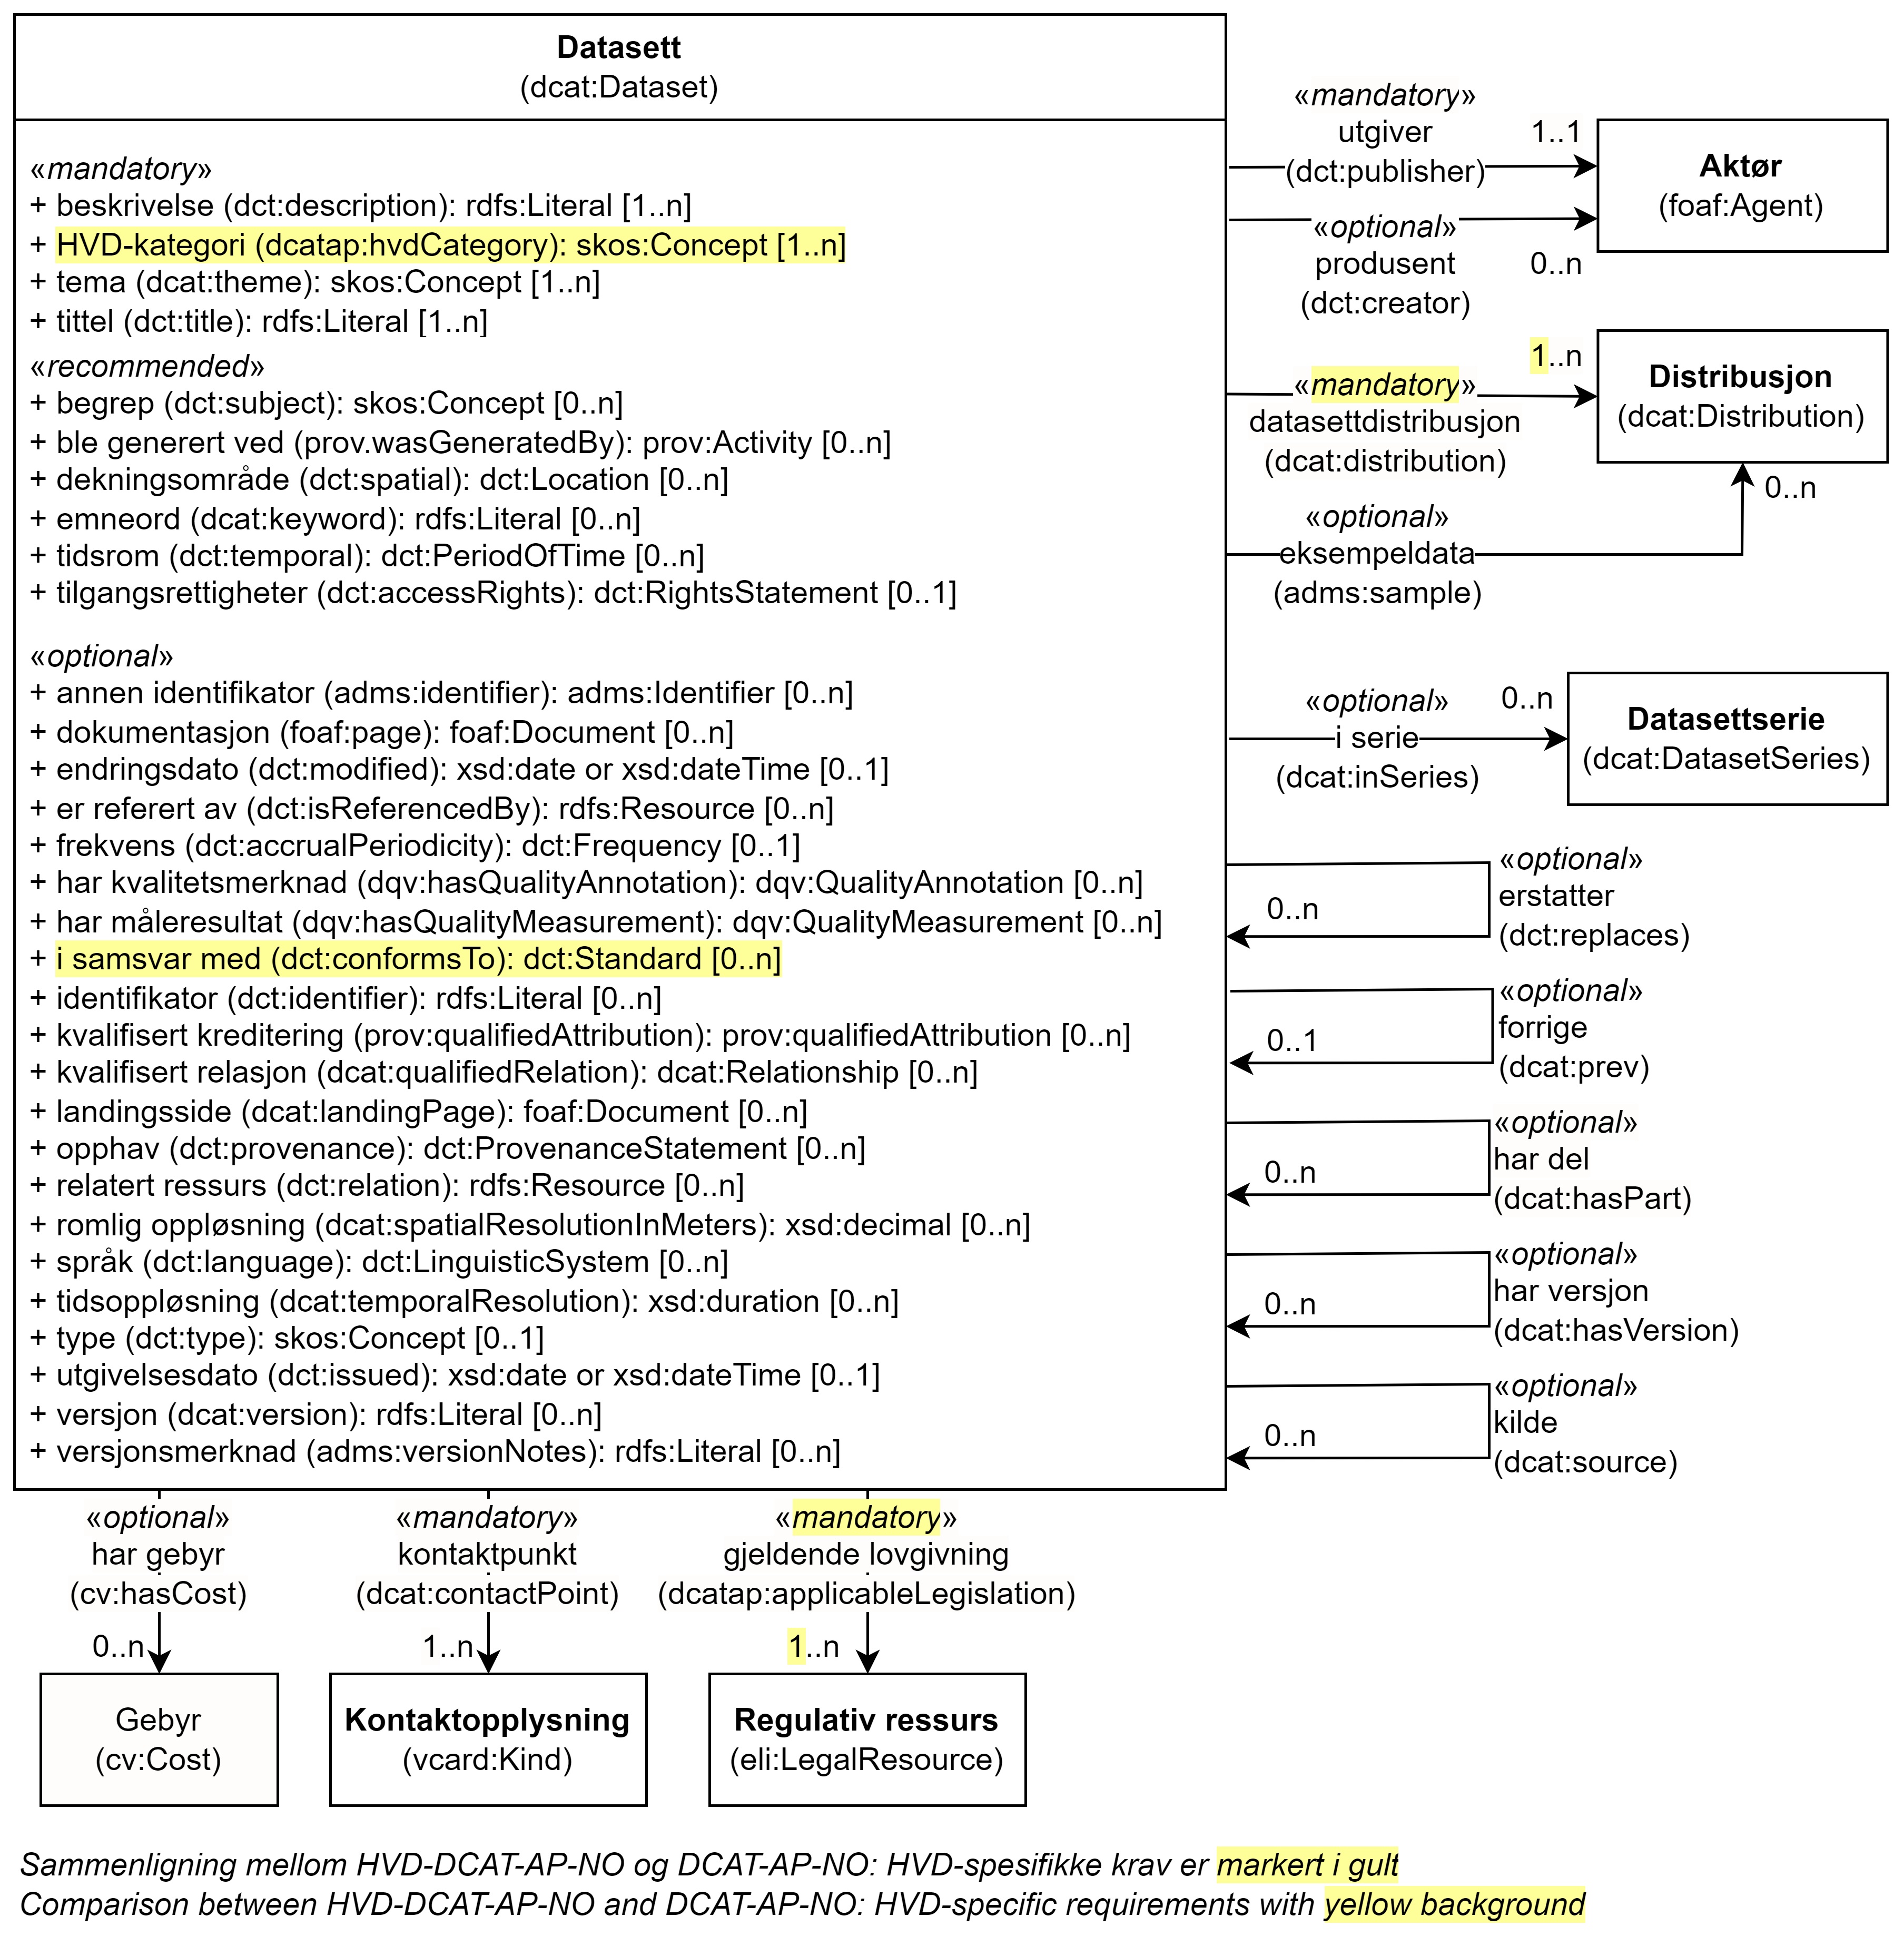 Datasett
(dcat:Dataset)
«mandatory»
+ beskrivelse (dct:description): rdfs:Literal [1..n]
+ HVD-kategori (dcatap:hvdCategory): skos:Concept [1..n]
+ tema (dcat:theme): skos:Concept [1..n]
+ tittel (dct:title): rdfs:Literal [1..n]
«recommended»
+ begrep (dct:subject): skos:Concept [0..n]
+ ble generert ved (prov.wasGeneratedBy): prov:Activity [0..n]
+ dekningsområde (dct:spatial): dct:Location [0..n]
+ emneord (dcat:keyword): rdfs:Literal [0..n]
+ tidsrom (dct:temporal): dct:PeriodOfTime [0..n]
+ tilgangsrettigheter (dct:accessRights): dct:RightsStatement [0..1]
«optional»
+ annen identifikator (adms:identifier): adms:Identifier [0..n]
+ dokumentasjon (foaf:page): foaf:Document [0..n]
+ endringsdato (dct:modified): xsd:date or xsd:dateTime [0..1]
+ er referert av (dct:isReferencedBy): rdfs:Resource [0..n]
+ frekvens (dct:accrualPeriodicity): dct:Frequency [0..1]
+ har kvalitetsmerknad (dqv:hasQualityAnnotation): dqv:QualityAnnotation [0..n]
+ har måleresultat (dqv:hasQualityMeasurement): dqv:QualityMeasurement [0..n]
+ i samsvar med (dct:conformsTo): dct:Standard [0..n]
+ identifikator (dct:identifier): rdfs:Literal [0..n]
+ kvalifisert kreditering (prov:qualifiedAttribution): prov:qualifiedAttribution [0..n]
+ kvalifisert relasjon (dcat:qualifiedRelation): dcat:Relationship [0..n]
+ landingsside (dcat:landingPage): foaf:Document [0..n]
+ opphav (dct:provenance): dct:ProvenanceStatement [0..n]
+ relatert ressurs (dct:relation): rdfs:Resource [0..n]
+ romlig oppløsning (dcat:spatialResolutionInMeters): xsd:decimal [0..n]
+ språk (dct:language): dct:LinguisticSystem [0..n]
+ tidsoppløsning (dcat:temporalResolution): xsd:duration [0..n]
+ type (dct:type): skos:Concept [0..1]
+ utgivelsesdato (dct:issued): xsd:date or xsd:dateTime [0..1]
+ versjon (dcat:version): rdfs:Literal [0..n]
+ versjonsmerknad (adms:versionNotes): rdfs:Literal [0..n]
«mandatory»
utgiver
(dct:publisher)
1..1
«optional»
produsent
(dct:creator)
0..n
Aktør
(foaf:Agent)
«mandatory»
datasettdistribusjon
(dcat:distribution)
1..n
Distribusjon
(dcat:Distribution)
«optional»
eksempeldata
(adms:sample)
0..n
«optional»
i serie
(dcat:inSeries)
0..n
Datasettserie
(dcat:DatasetSeries)
«optional»
erstatter
(dct:replaces)
0..n
«optional»
forrige
(dcat:prev)
0..1
«optional»
har del
(dcat:hasPart)
0..n
«optional»
har versjon
(dcat:hasVersion)
0..n
«optional»
kilde
(dcat:source)
0..n
«optional»
har gebyr
(cv:hasCost)
0..n
Gebyr
(cv:Cost)
«mandatory»
kontaktpunkt
(dcat:contactPoint)
1..n
Kontaktopplysning
(vcard:Kind)
«mandatory»
gjeldende lovgivning
(dcatap:applicableLegislation)
1..n
Regulativ ressurs
(eli:LegalResource)
Sammenligning mellom HVD-DCAT-AP-NO og DCAT-AP-NO: HVD-spesifikke krav er markert i gult
Comparison between HVD-DCAT-AP-NO and DCAT-AP-NO: HVD-specific requirements with yellow background